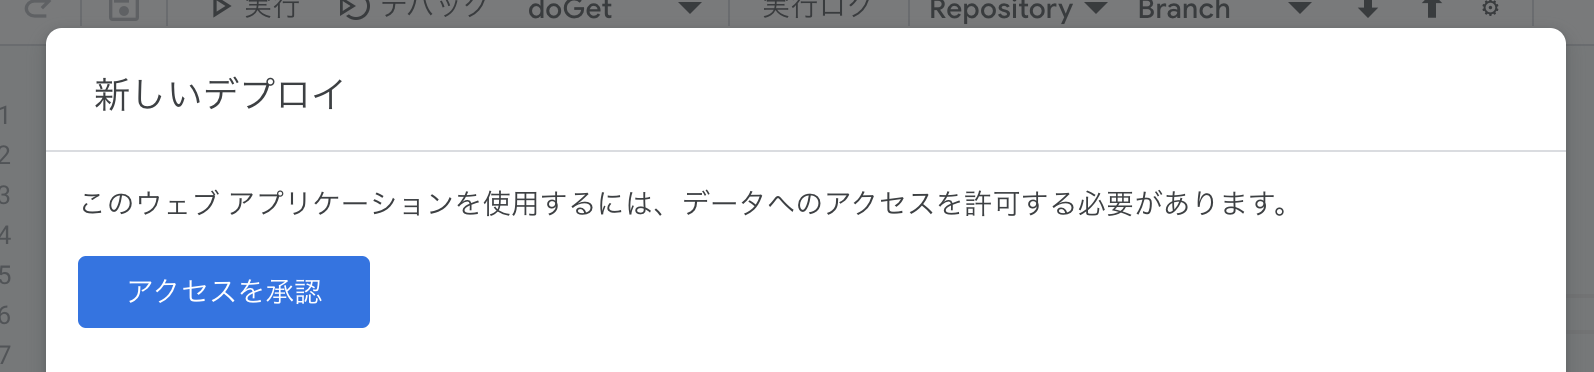 実行 デバッグ doGet 実行ログ Repository Branch
新しいデプロイ
1
2
3
4
5
6
7
このウェブ アプリケーションを使用するには、データへのアクセスを許可する必要があります。
アクセスを承認